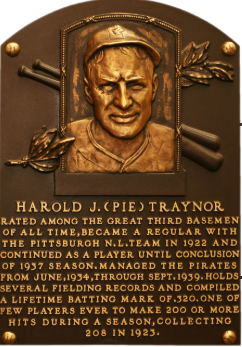 HAROLD J. (PIE) TRAYNOR
RATED AMONG THE GREAT THIRD BASEMEN
OF ALL TIME, BECAME A REGULAR WITH
THE PITTSBURGH N.L. TEAM IN 1922 AND
CONTINUED AS A PLAYER UNTIL CONCLUSION
OF 1937 SEASON. MANAGED THE PIRATES
FROM JUNE, 1934, THROUGH SEPT. 1939. HOLDS
SEVERAL FIELDING RECORDS AND COMPILED
A LIFETIME BATTING MARK OF .320. ONE OF
FEW PLAYERS EVER TO MAKE 200 OR MORE
HITS DURING A SEASON, COLLECTING
208 IN 1923.